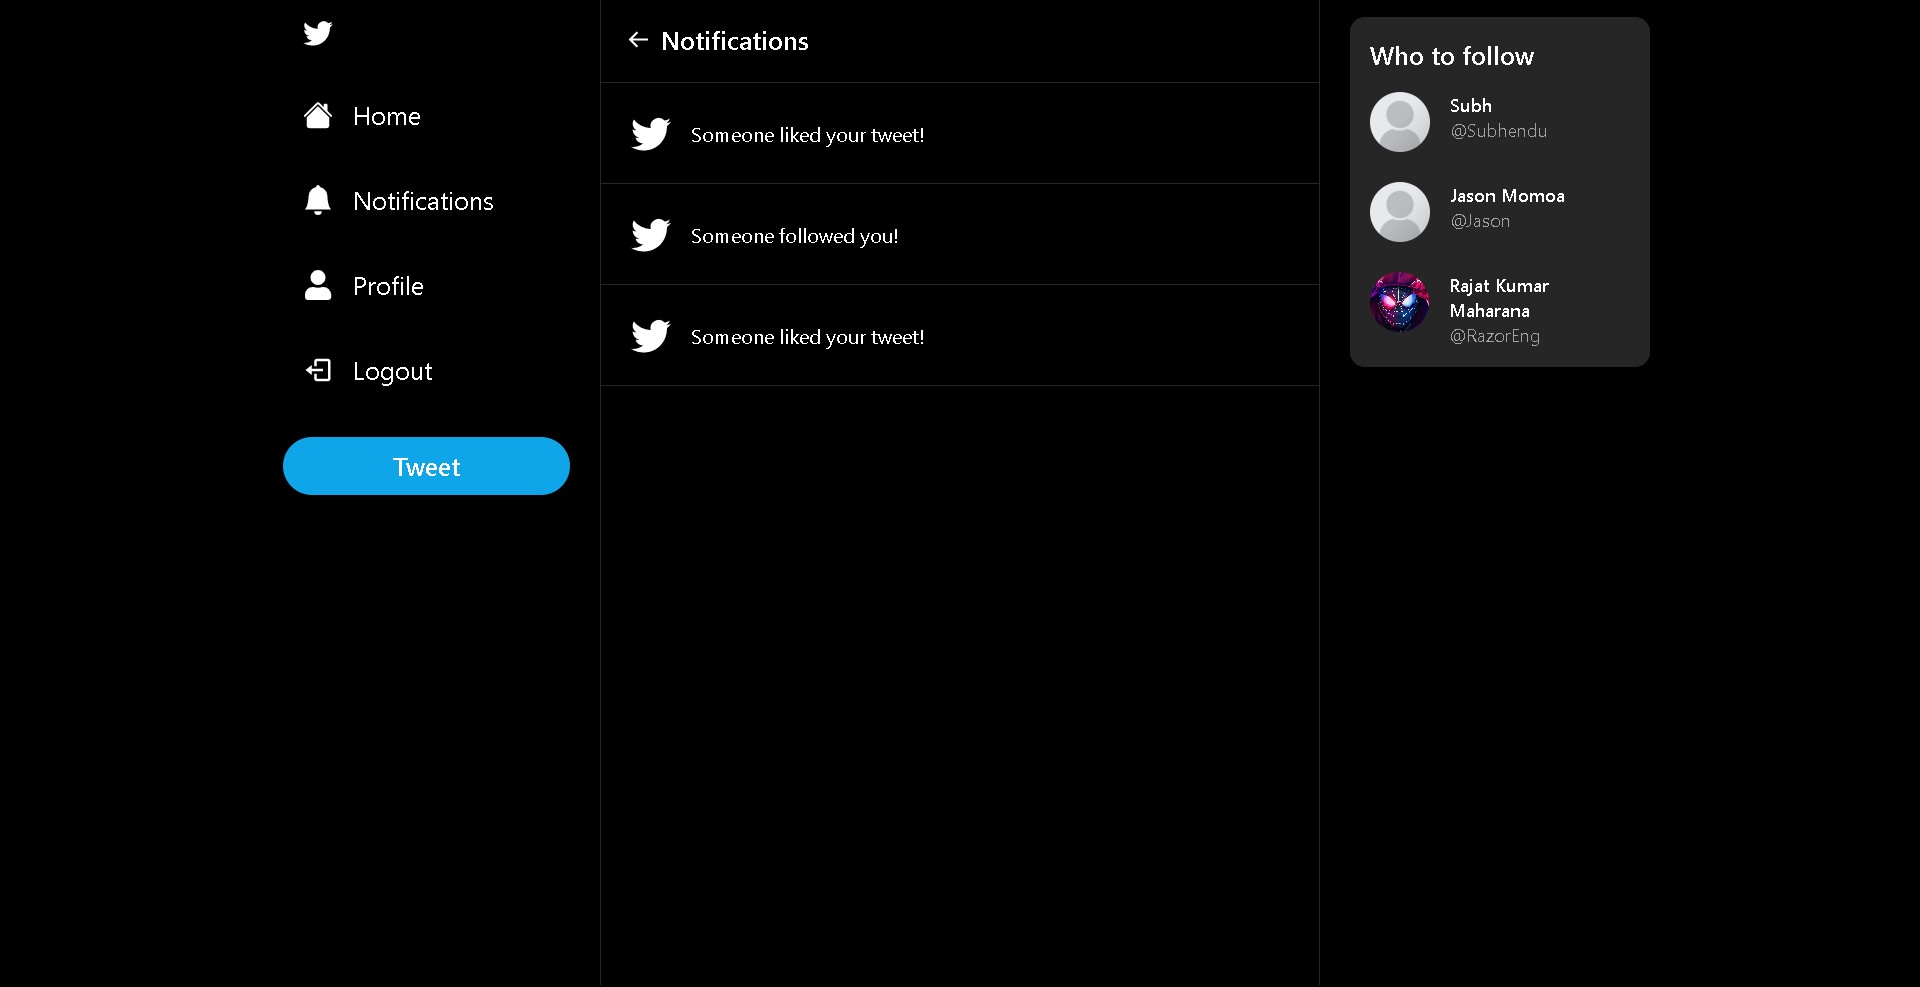 Home
Notifications
Profile
Logout
Tweet
Notifications
Someone liked your tweet!
Someone followed you!
Someone liked your tweet!
Who to follow
Subh
@Subhendu
Jason Momoa
@Jason
Rajat Kumar
Maharana
@RazorEng